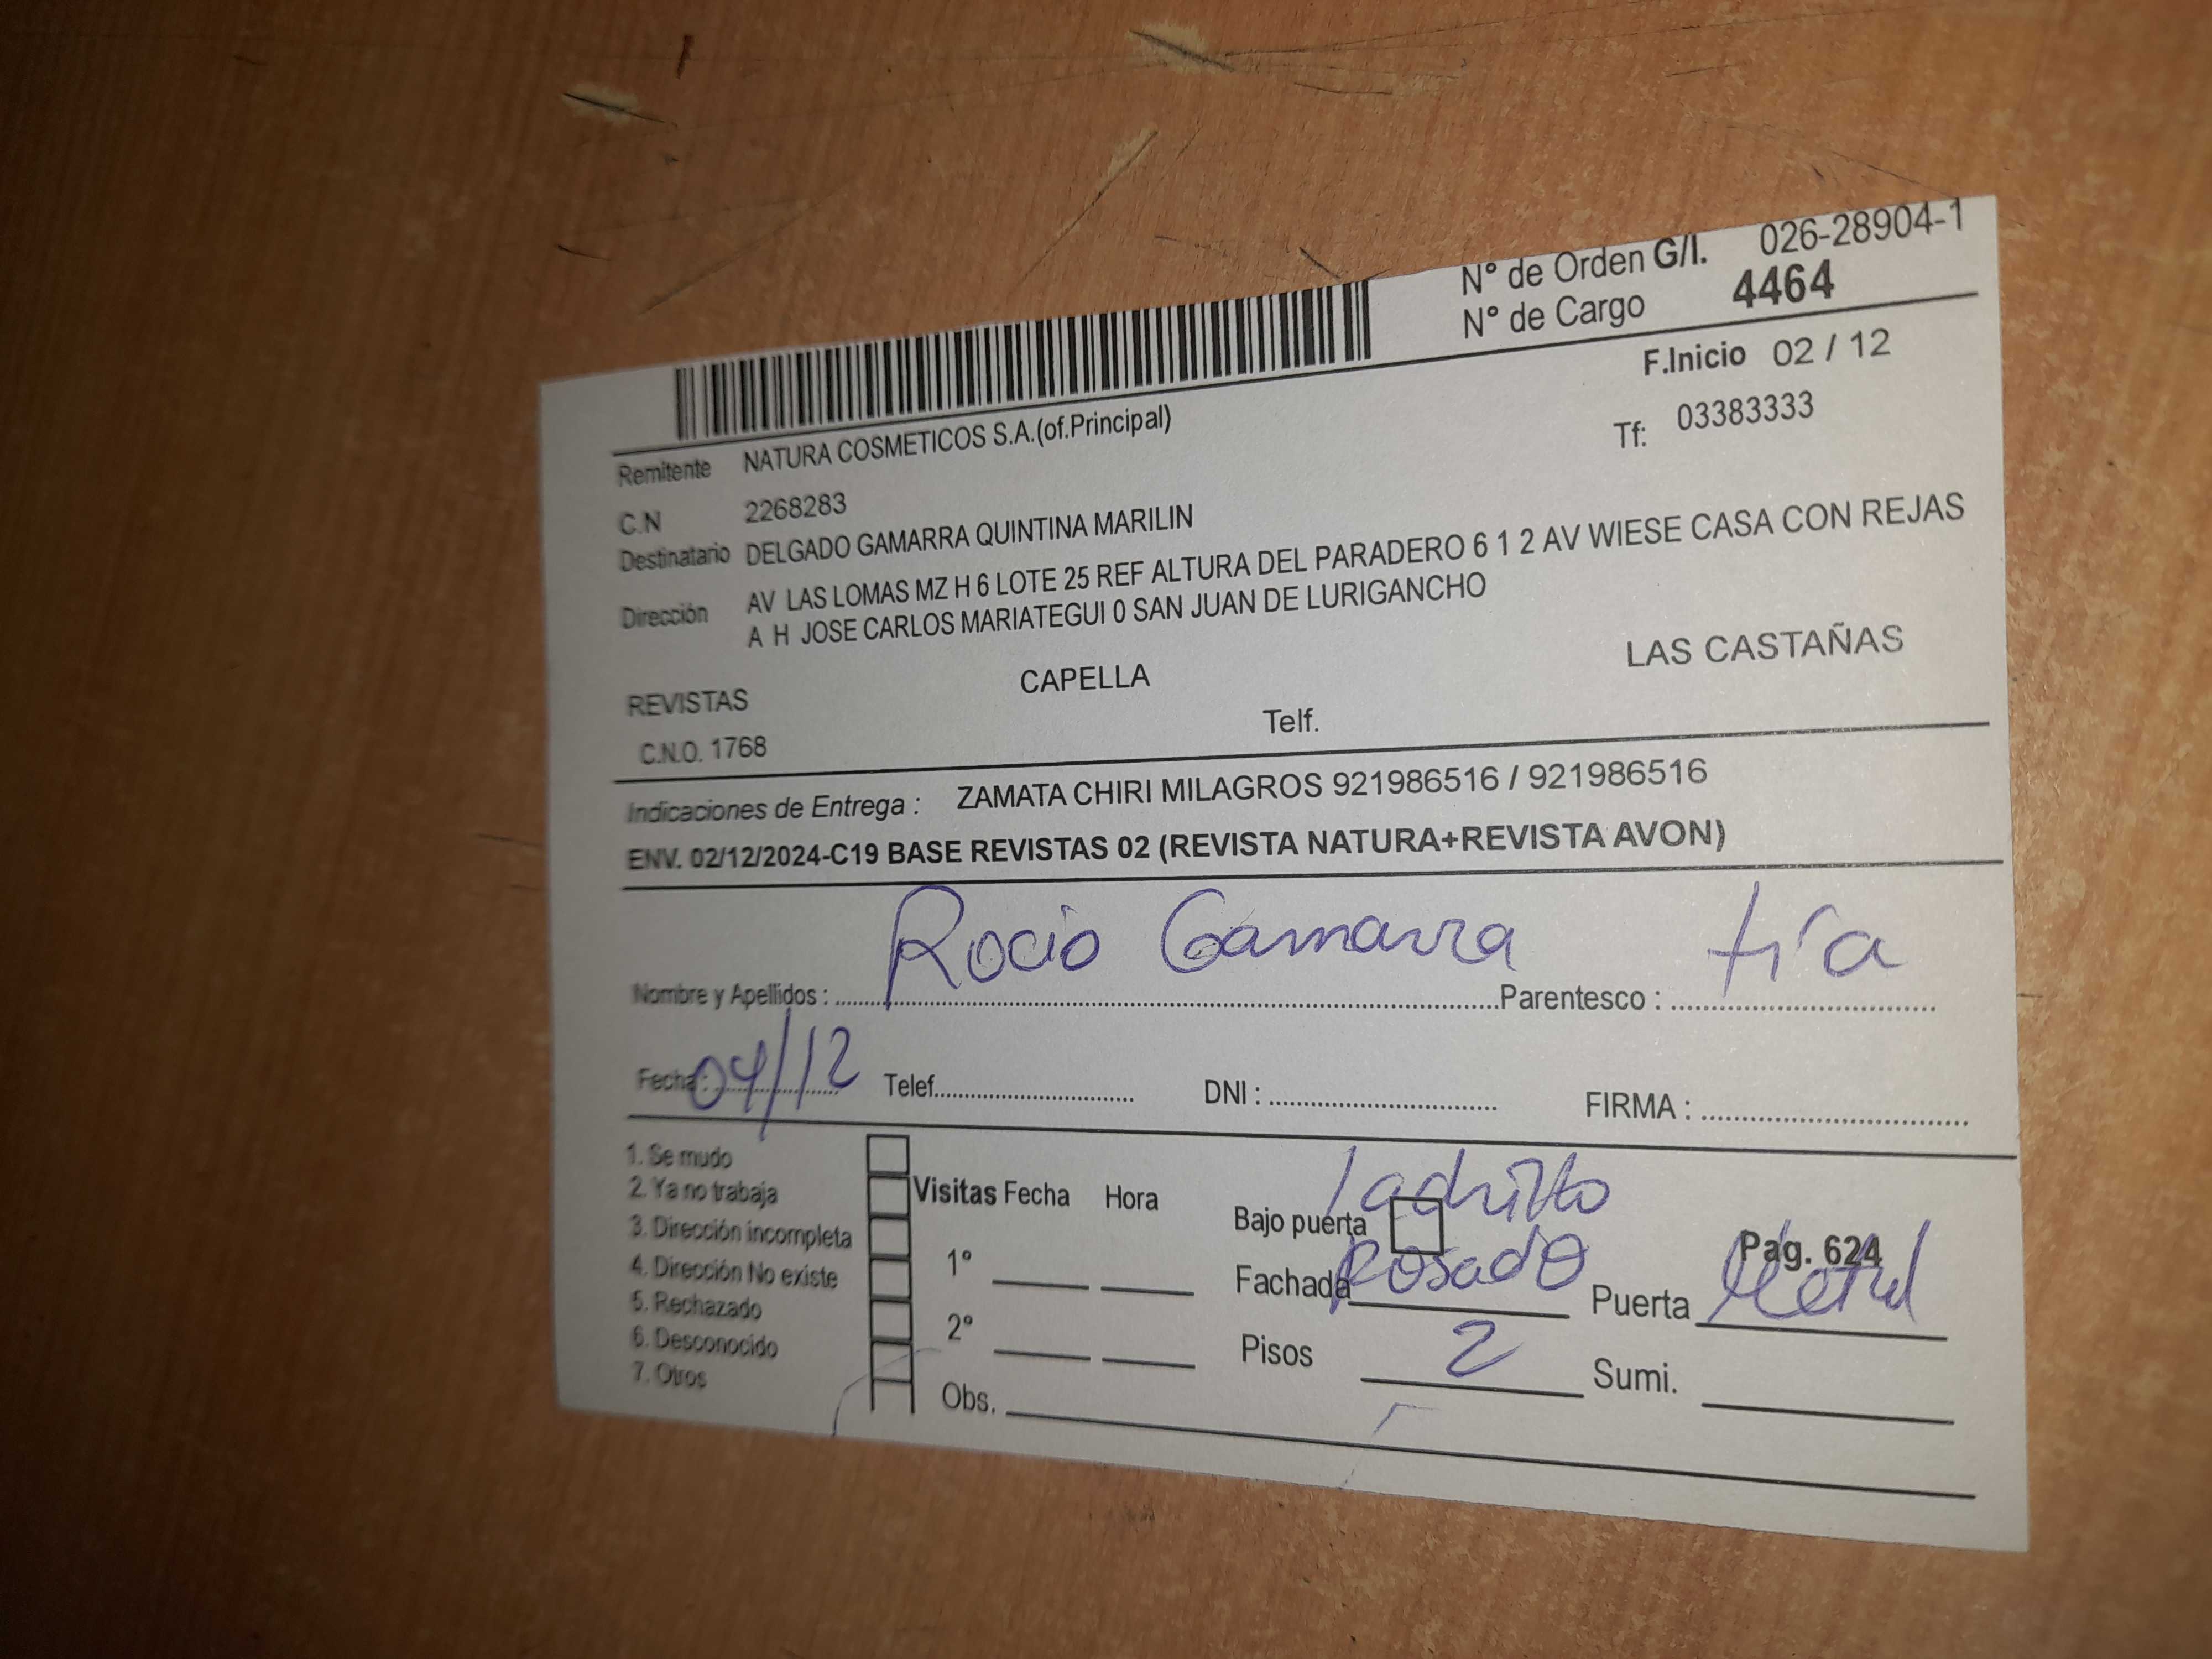 N° de Orden G/I. 026-28904-1
N° de Cargo 4464
F.Inicio 02 / 12
Remitente NATURA COSMETICOS S.A.(of.Principal)
Tf: 03383333
C.N 2268283
Destinatario DELGADO GAMARRA QUINTINA MARILIN
Dirección AV LAS LOMAS MZ H 6 LOTE 25 REF ALTURA DEL PARADERO 6 1 2 AV WIESE CASA CON REJAS
A H JOSE CARLOS MARIATEGUI 0 SAN JUAN DE LURIGANCHO
REVISTAS CAPELLA LAS CASTAÑAS
C.N.O. 1768 Telf.
Indicaciones de Entrega : ZAMATA CHIRI MILAGROS 921986516 / 921986516
ENV. 02/12/2024-C19 BASE REVISTAS 02 (REVISTA NATURA+REVISTA AVON)
Nombre y Apellidos : Rocio Gamarra Parentesco : tía
Fecha: 04/12 Telef. DNI : FIRMA :
1. Se mudo
2. Ya no trabaja
3. Dirección incompleta
4. Dirección No existe
5. Rechazado
6. Desconocido
7. Otros
Visitas Fecha Hora
1°
2°
Obs.
ladrillo
Bajo puerta
Pag. 624
Fachada Rosado Puerta Metal
Pisos 2 Sumi.